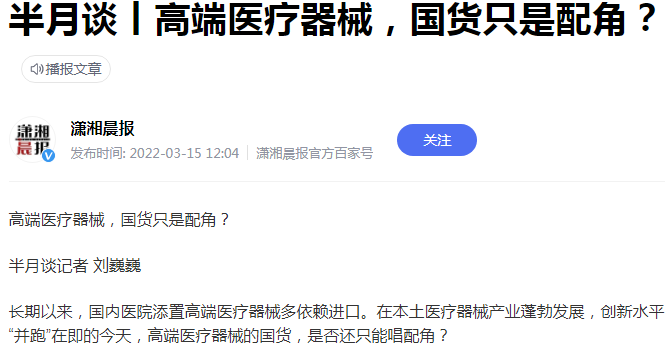 半月谈丨高端医疗器械，国货只是配角？
播报文章
潇湘
晨报
潇湘晨报
发布时间: 2022-03-15 12:04
潇湘晨报官方百家号
关注
高端医疗器械，国货只是配角？
半月谈记者 刘巍巍
长期以来，国内医院添置高端医疗器械多依赖进口。在本土医疗器械产业蓬勃发展，创新水平
“并跑”在即的今天，高端医疗器械的国货，是否还只能唱配角？